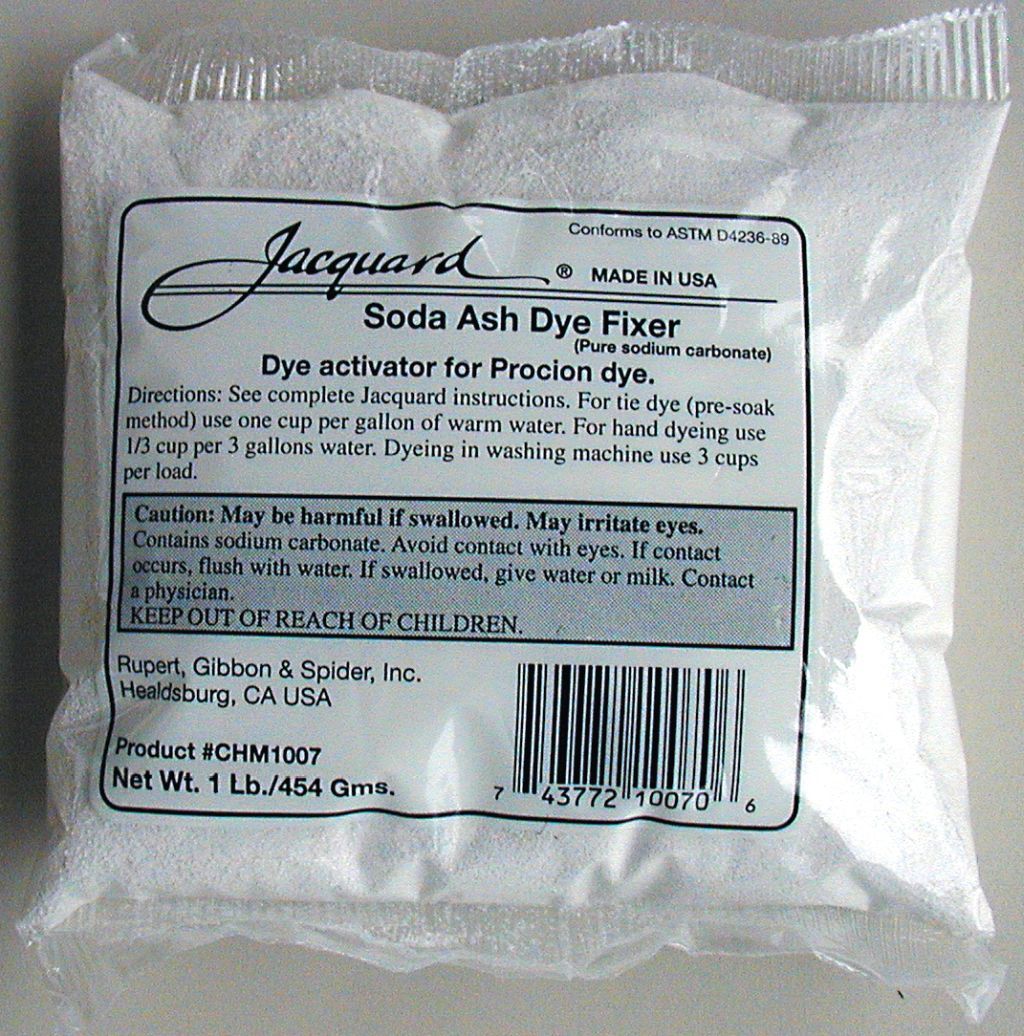 Conforms to ASTM D4236-89
Jacquard ® MADE IN USA
Soda Ash Dye Fixer
(Pure sodium carbonate)
Dye activator for Procion dye.
Directions: See complete Jacquard instructions. For tie dye (pre-soak
method) use one cup per gallon of warm water. For hand dyeing use
1/3 cup per 3 gallons water. Dyeing in washing machine use 3 cups
per load.
Caution: May be harmful if swallowed. May irritate eyes.
Contains sodium carbonate. Avoid contact with eyes. If contact
occurs, flush with water. If swallowed, give water or milk. Contact
a physician.
KEEP OUT OF REACH OF CHILDREN.
Rupert, Gibbon & Spider, Inc.
Healdsburg, CA USA
Product #CHM1007
Net Wt. 1 Lb./454 Gms.
7 43772 10070 6